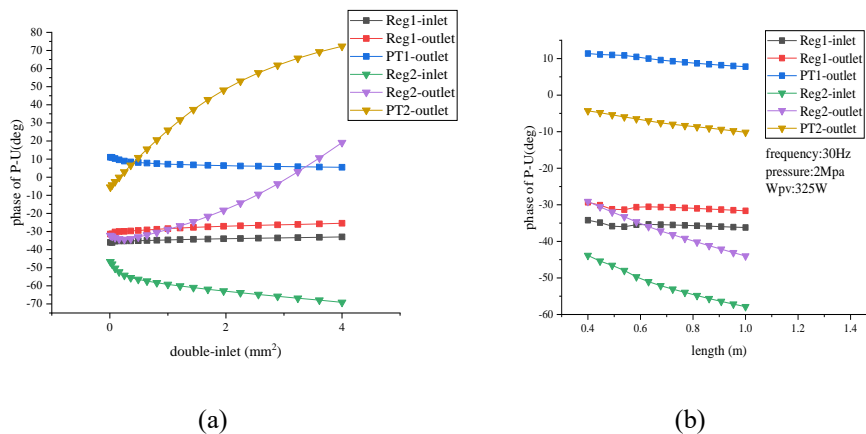 Reg1-inlet
Reg1-outlet
PT1-outlet
Reg2-inlet
Reg2-outlet
PT2-outlet
80
70
60
50
40
30
20
10
0
-10
-20
-30
-40
-50
-60
-70
phase of P-U(deg)
0 2 4
double-inlet (mm²)
(a)
Reg1-inlet
Reg1-outlet
PT1-outlet
Reg2-inlet
Reg2-outlet
PT2-outlet
frequency:30Hz
pressure:2Mpa
Wpv:325W
10
0
-10
-20
-30
-40
-50
-60
phase of P-U(deg)
0.4 0.6 0.8 1.0 1.2 1.4
length (m)
(b)